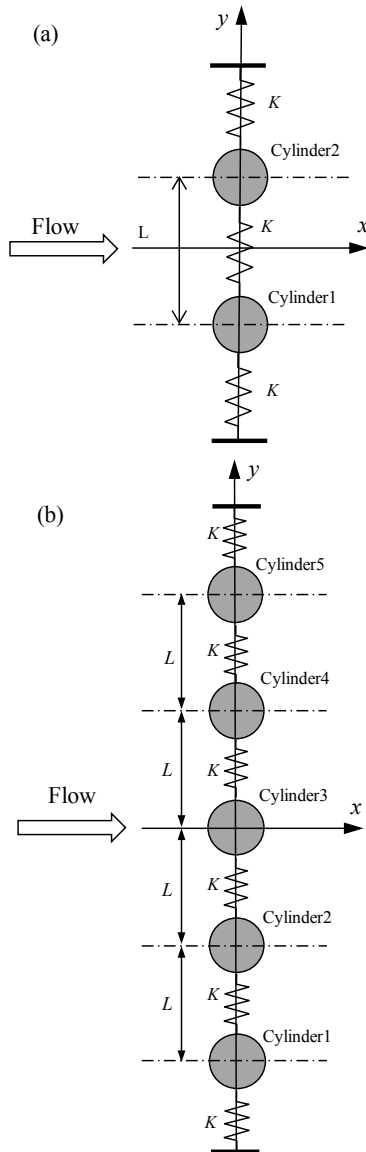 (a)
y
K
Cylinder2
Flow
L
K
x
Cylinder1
K
y
(b)
K
Cylinder5
L
K
Cylinder4
L
K
Flow
Cylinder3
x
L
K
Cylinder2
L
K
Cylinder1
K